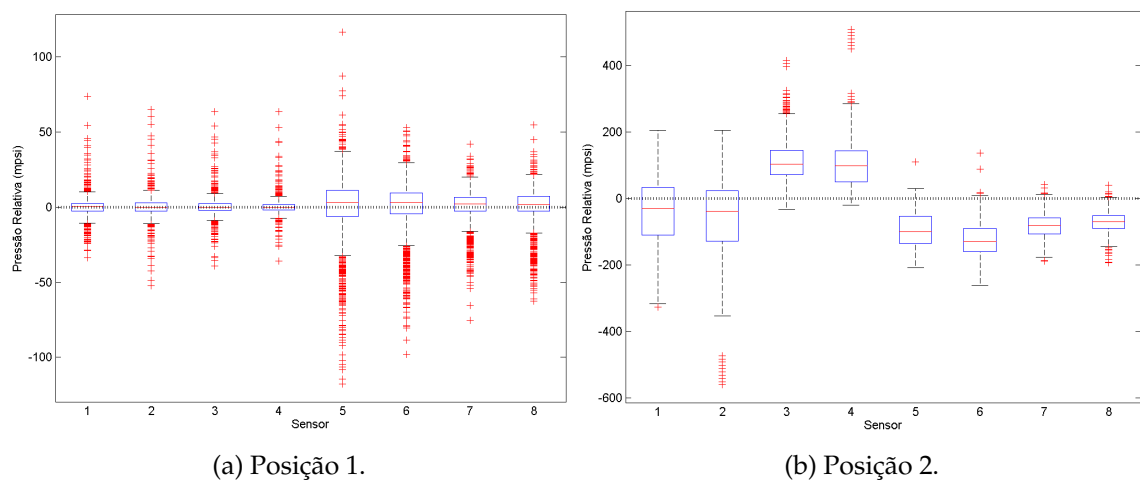 100
50
0
-50
-100
Pressão Relativa (mpsi)
1 2 3 4 5 6 7 8
Sensor
(a) Posição 1.
400
200
0
-200
-400
-600
Pressão Relativa (mpsi)
1 2 3 4 5 6 7 8
Sensor
(b) Posição 2.